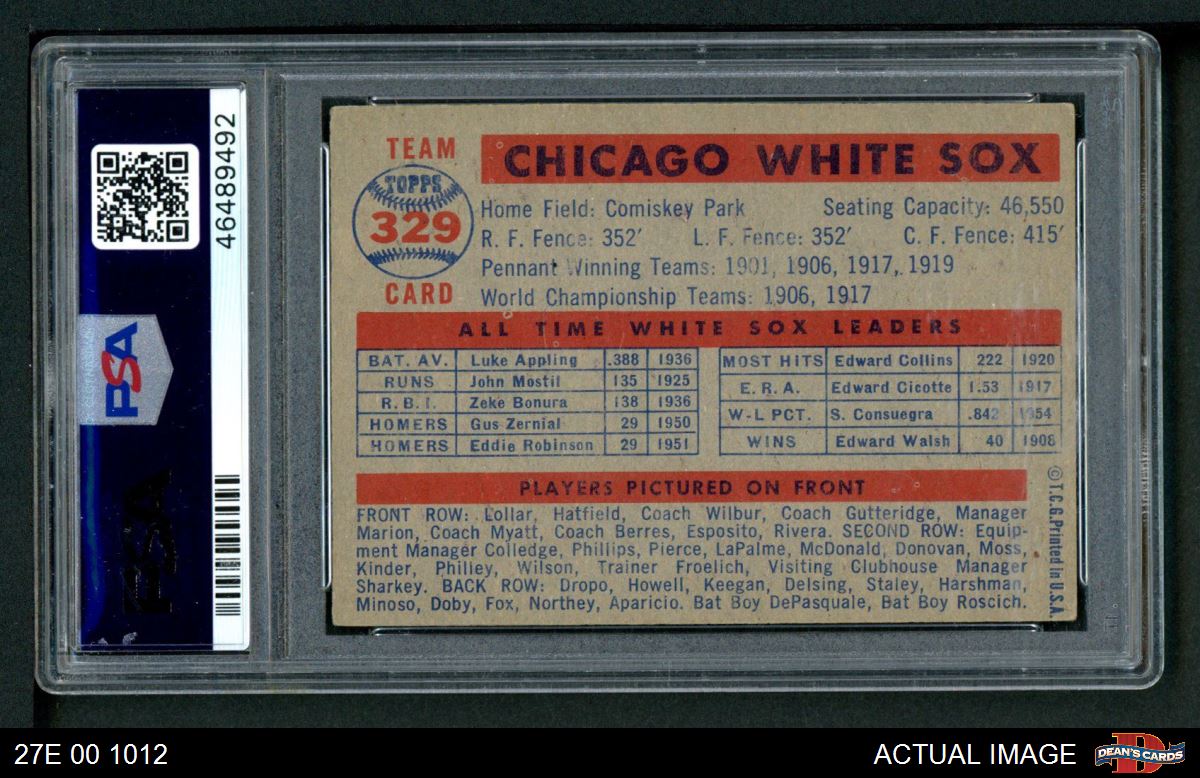 46489492
PSA
TEAM
TOPPS
329
CARD
CHICAGO WHITE SOX
Home Field: Comiskey Park Seating Capacity: 46,550
R. F. Fence: 352′ L. F. Fence: 352′ C. F. Fence: 415′
Pennant Winning Teams: 1901, 1906, 1917, 1919
World Championship Teams: 1906, 1917
ALL TIME WHITE SOX LEADERS
BAT. AV. Luke Appling .388 1936
RUNS John Mostil 135 1925
R.B.I. Zeke Bonura 138 1936
HOMERS Gus Zernial 29 1950
HOMERS Eddie Robinson 29 1951
MOST HITS Edward Collins 222 1920
E.R.A. Edward Cicotte 1.53 1917
W-L PCT. S. Consuegra .842 1954
WINS Edward Walsh 40 1908
PLAYERS PICTURED ON FRONT
FRONT ROW: Lollar, Hatfield, Coach Wilbur, Coach Gutteridge, Manager
Marion, Coach Myatt, Coach Berres, Esposito, Rivera. SECOND ROW: Equip-
ment Manager Colledge, Phillips, Pierce, LaPalme, McDonald, Donovan, Moss,
Kinder, Philley, Wilson, Trainer Froelich, Visiting Clubhouse Manager
Sharkey. BACK ROW: Dropo, Howell, Keegan, Delsing, Staley, Harshman,
Minoso, Doby, Fox, Northey, Aparicio. Bat Boy DePasquale, Bat Boy Roscich.
© T.C.G. Printed in U.S.A.
27E 00 1012
ACTUAL IMAGE
DEAN'S CARDS